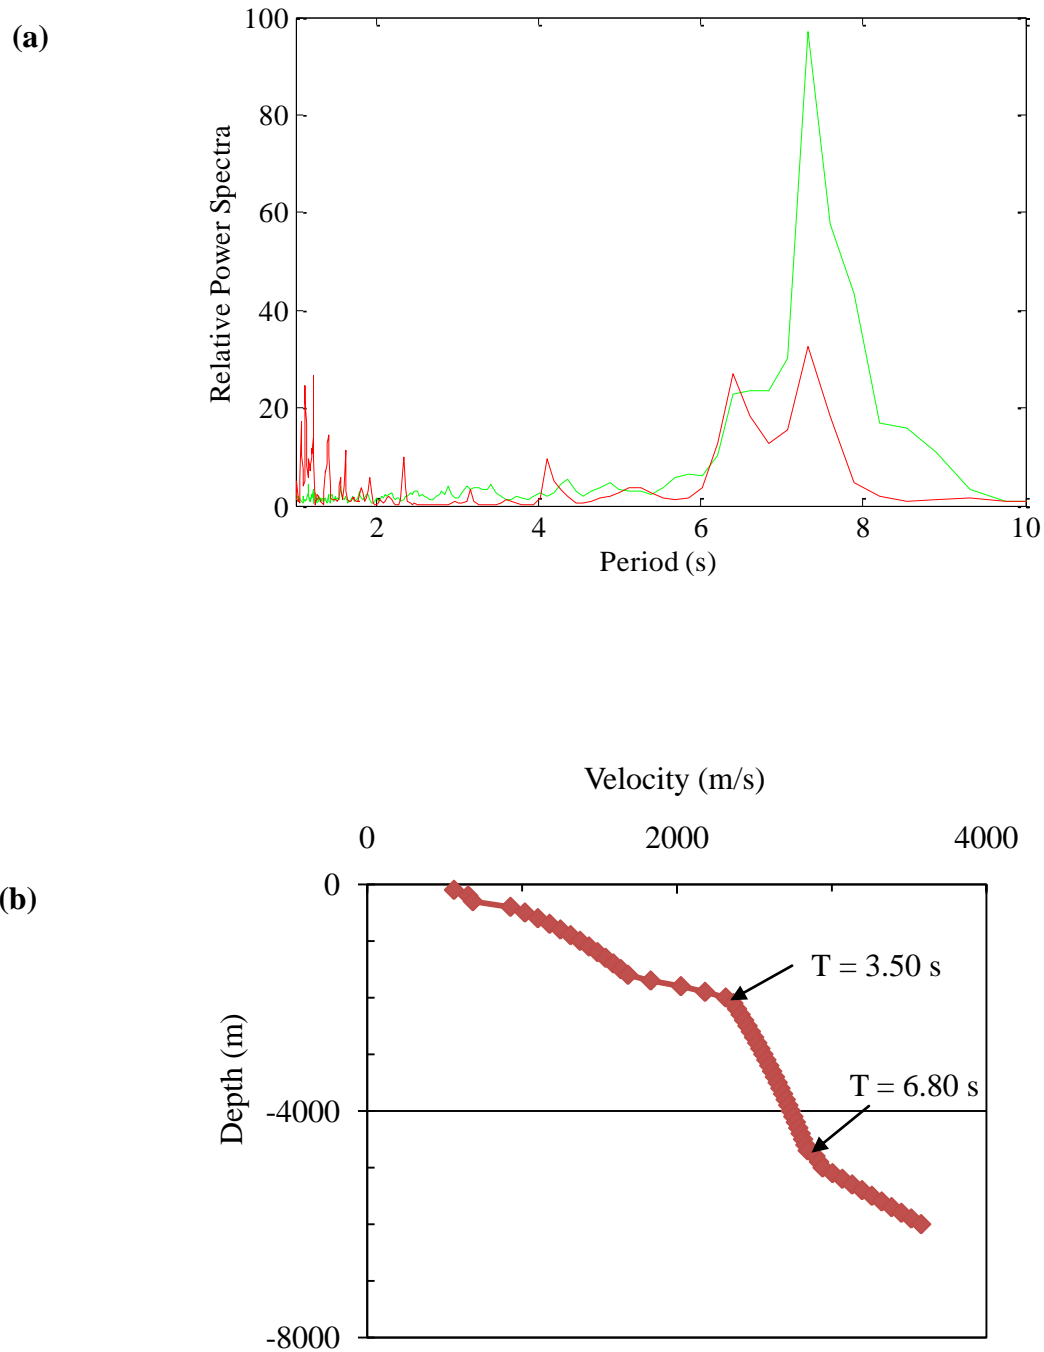 (a)
100
80
60
40
20
0
Relative Power Spectra
2 4 6 8 10
Period (s)
Velocity (m/s)
0 2000 4000
(b)
0
-4000
-8000
Depth (m)
T = 3.50 s
T = 6.80 s